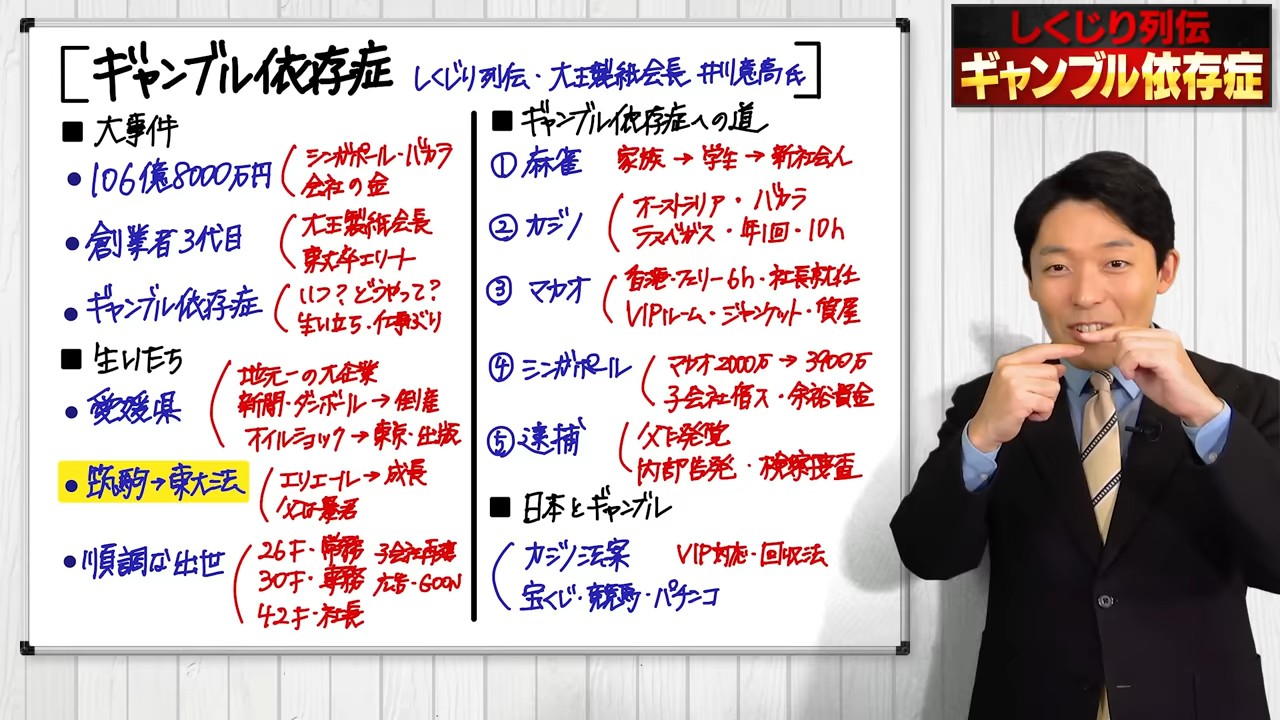 しくじり列伝
ギャンブル依存症
[ギャンブル依存症 しくじり列伝・大王製紙会長 井川意高氏]
■ 大事件
• 106億8000万円
シンガポール・バカラ
会社の金
• 創業者3代目
大王製紙会長
東大卒エリート
• ギャンブル依存症
いつ？どうやって？
生い立ち・仕事ぶり
■ 生いたち
• 愛媛県
地元一の大企業
新聞・ダンボール→倒産
オイルショック→東京・出版
• 筑駒→東大法
エリエール→成長
父は暴君
• 順調な出世
26才・常務 子会社再建
30才・専務 広告・GOON
42才・社長
■ ギャンブル依存症への道
① 麻雀 家族→学生→新社会人
② カジノ
オーストラリア・バカラ
ラスベガス・年1回・10h
③ マカオ
香港・フェリー6h・社長就任
VIPルーム・ジャンケット・質屋
④ シンガポール
マカオ2000万→3900万
子会社借入・余裕資金
⑤ 逮捕
父に発覚
内部告発・検察捜査
■ 日本とギャンブル
カジノ法案 VIP対応・回収法
宝くじ・競馬・パチンコ